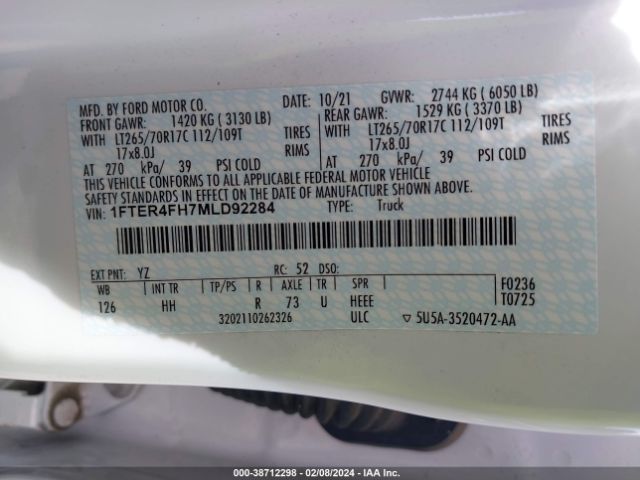 MFD. BY FORD MOTOR CO.
DATE: 10/21 GVWR: 2744 KG ( 6050 LB)
FRONT GAWR: 1420 KG ( 3130 LB) REAR GAWR: 1529 KG ( 3370 LB)
WITH LT265/70R17C 112/109T TIRES WITH LT265/70R17C 112/109T TIRES
17x8.0J RIMS 17x8.0J RIMS
AT 270 kPa/ 39 PSI COLD AT 270 kPa/ 39 PSI COLD
THIS VEHICLE CONFORMS TO ALL APPLICABLE FEDERAL MOTOR VEHICLE
SAFETY STANDARDS IN EFFECT ON THE DATE OF MANUFACTURE SHOWN ABOVE.
VIN: 1FTER4FH7MLD92284 TYPE: Truck
EXT PNT: YZ RC: 52 DSO:
WB INT TR TP/PS R AXLE TR SPR F0236
126 HH R 73 U HEEE T0725
3202110262326 ULC ▽ 5U5A-3520472-AA
000-38712298 - 02/08/2024 - IAAI.com